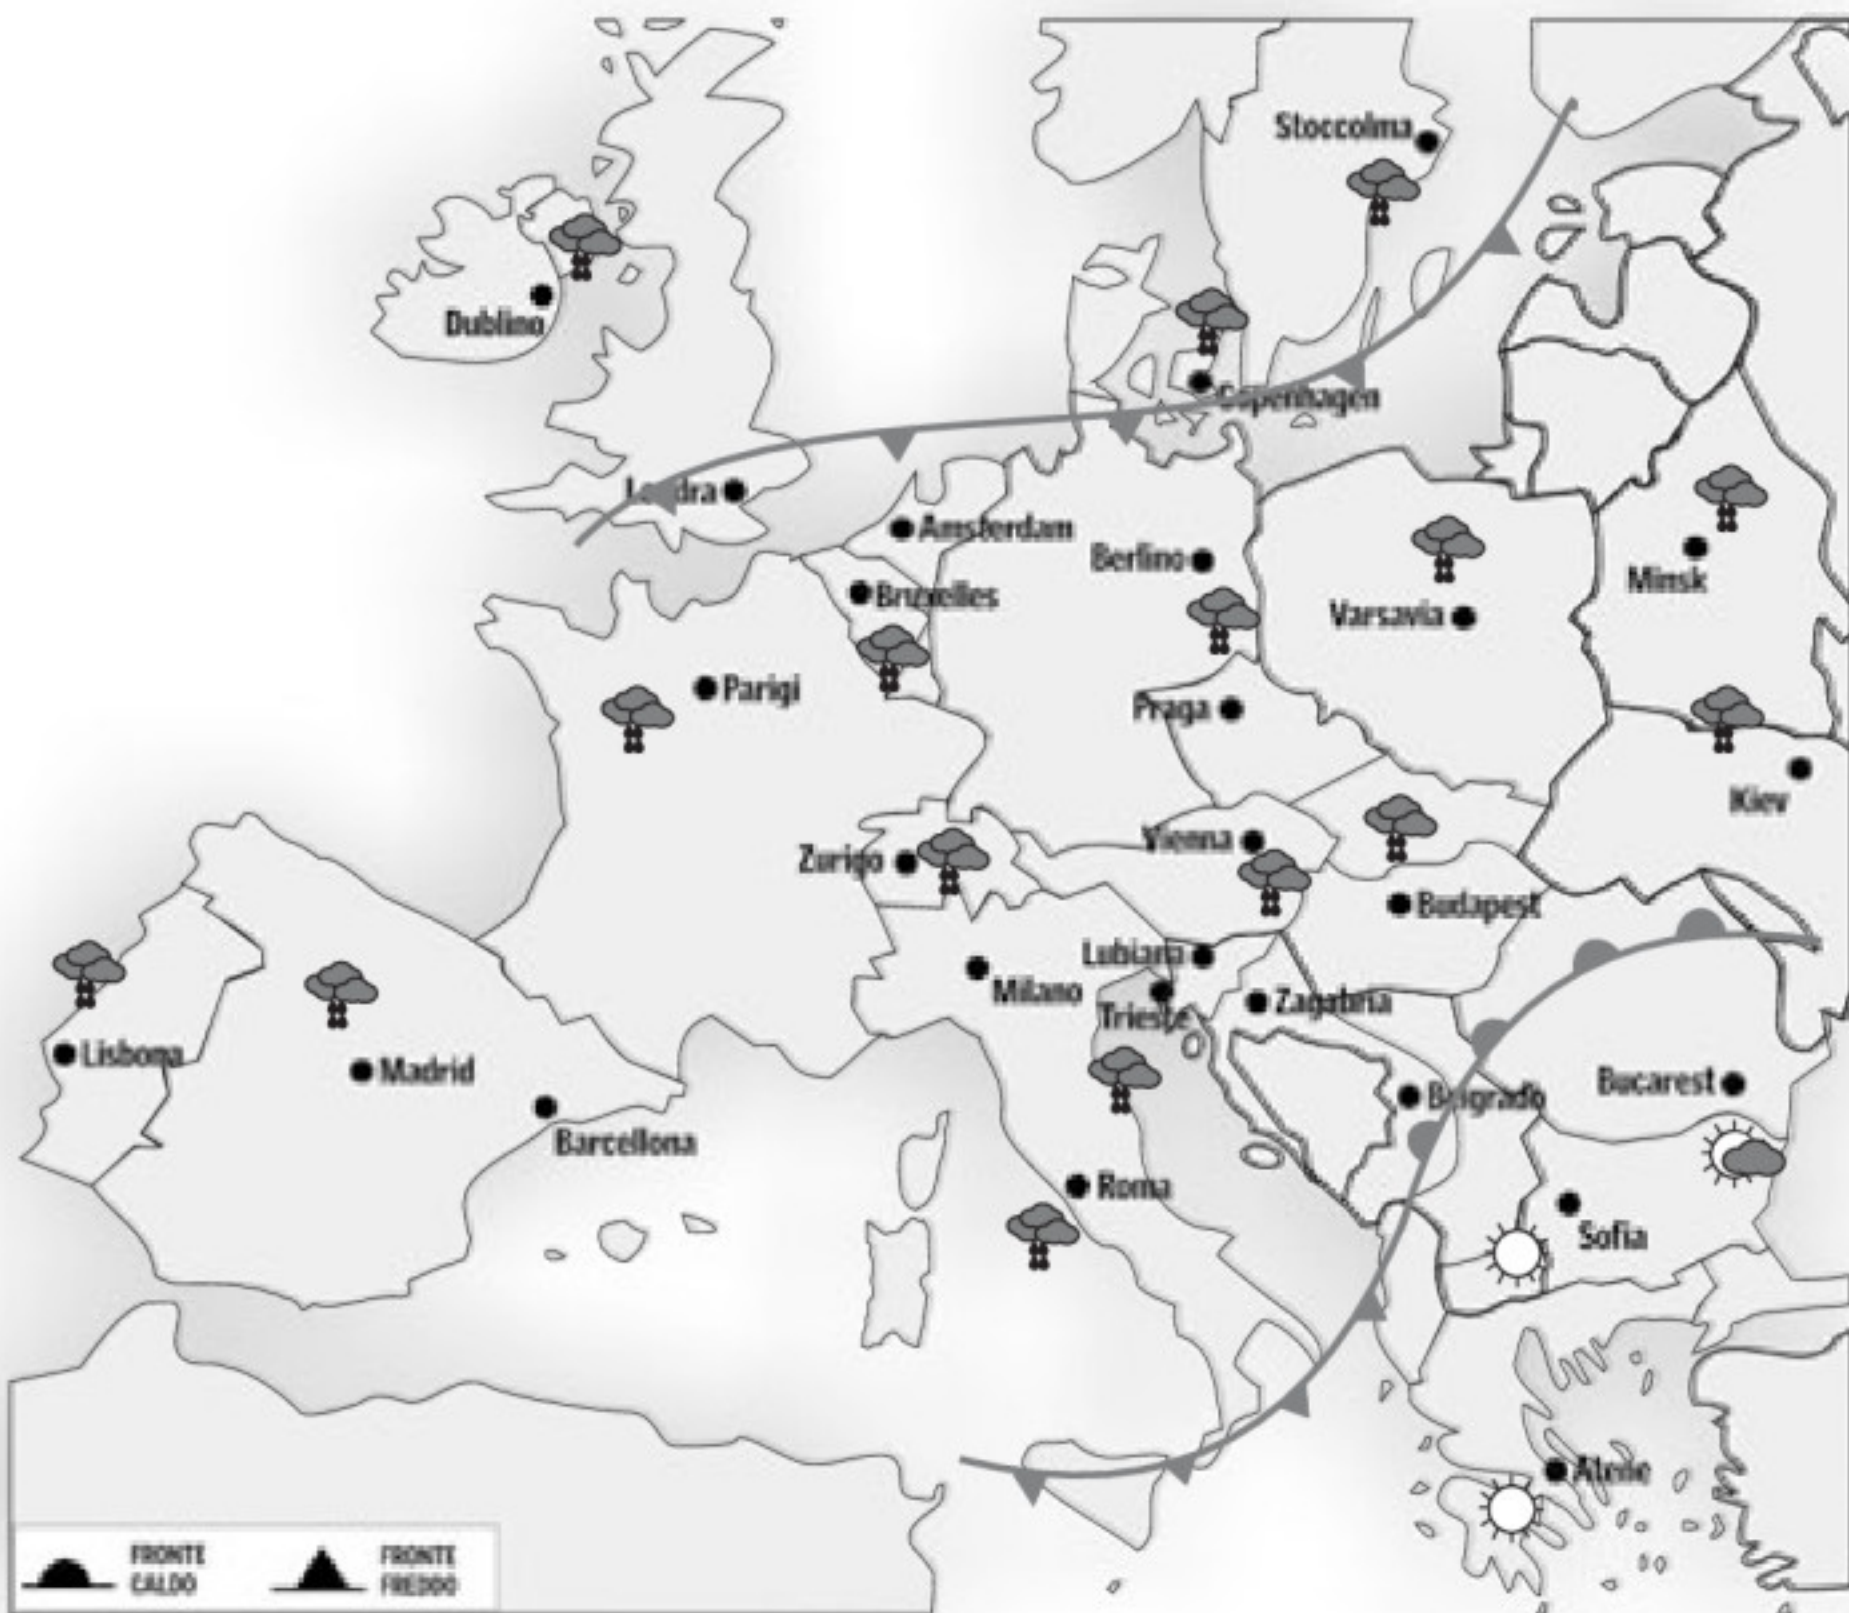 Stoccolma
Dublino
Copenhagen
Londra
Amsterdam
Berlino
Minsk
Bruxelles
Varsavia
Parigi
Praga
Kiev
Vienna
Zurigo
Budapest
Lubiana
Milano
Trieste
Zagabria
Lisbona
Madrid
Belgrado
Bucarest
Barcellona
Roma
Sofia
Atene
FRONTE
CALDO
FRONTE
FREDDO